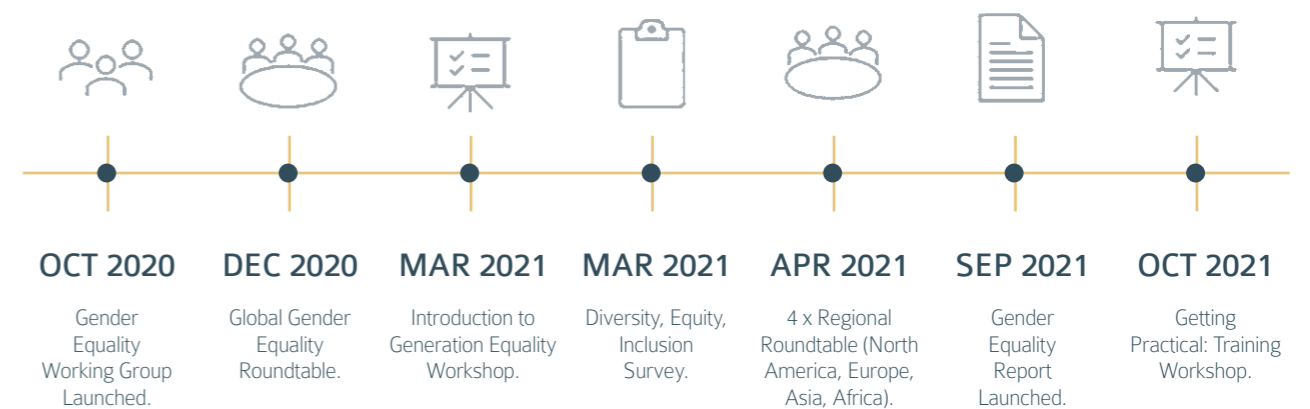 OCT 2020
Gender
Equality
Working Group
Launched.
DEC 2020
Global Gender
Equality
Roundtable.
MAR 2021
Introduction to
Generation Equality
Workshop.
MAR 2021
Diversity, Equity,
Inclusion
Survey.
APR 2021
4 x Regional
Roundtable (North
America, Europe,
Asia, Africa).
SEP 2021
Gender
Equality
Report
Launched.
OCT 2021
Getting
Practical: Training
Workshop.